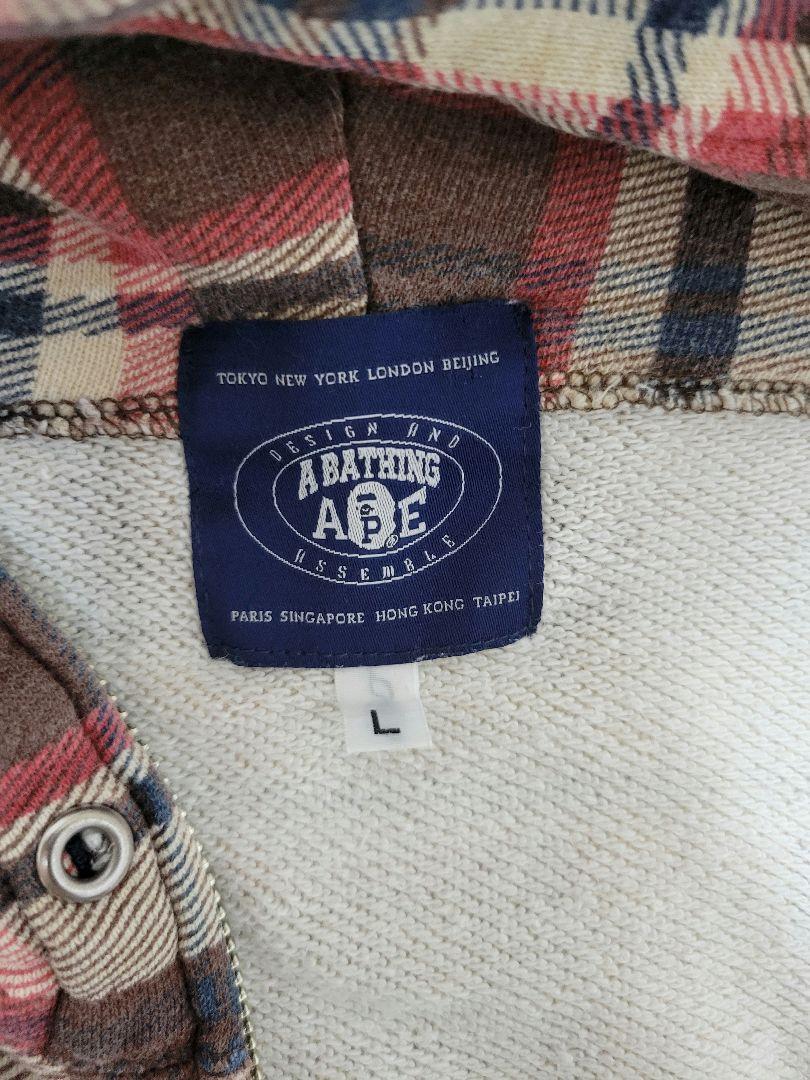 TOKYO NEW YORK LONDON BEIJING
DESIGN AND
A BATHING
APE
ASSEMBLE
PARIS SINGAPORE HONG KONG TAIPEI
L